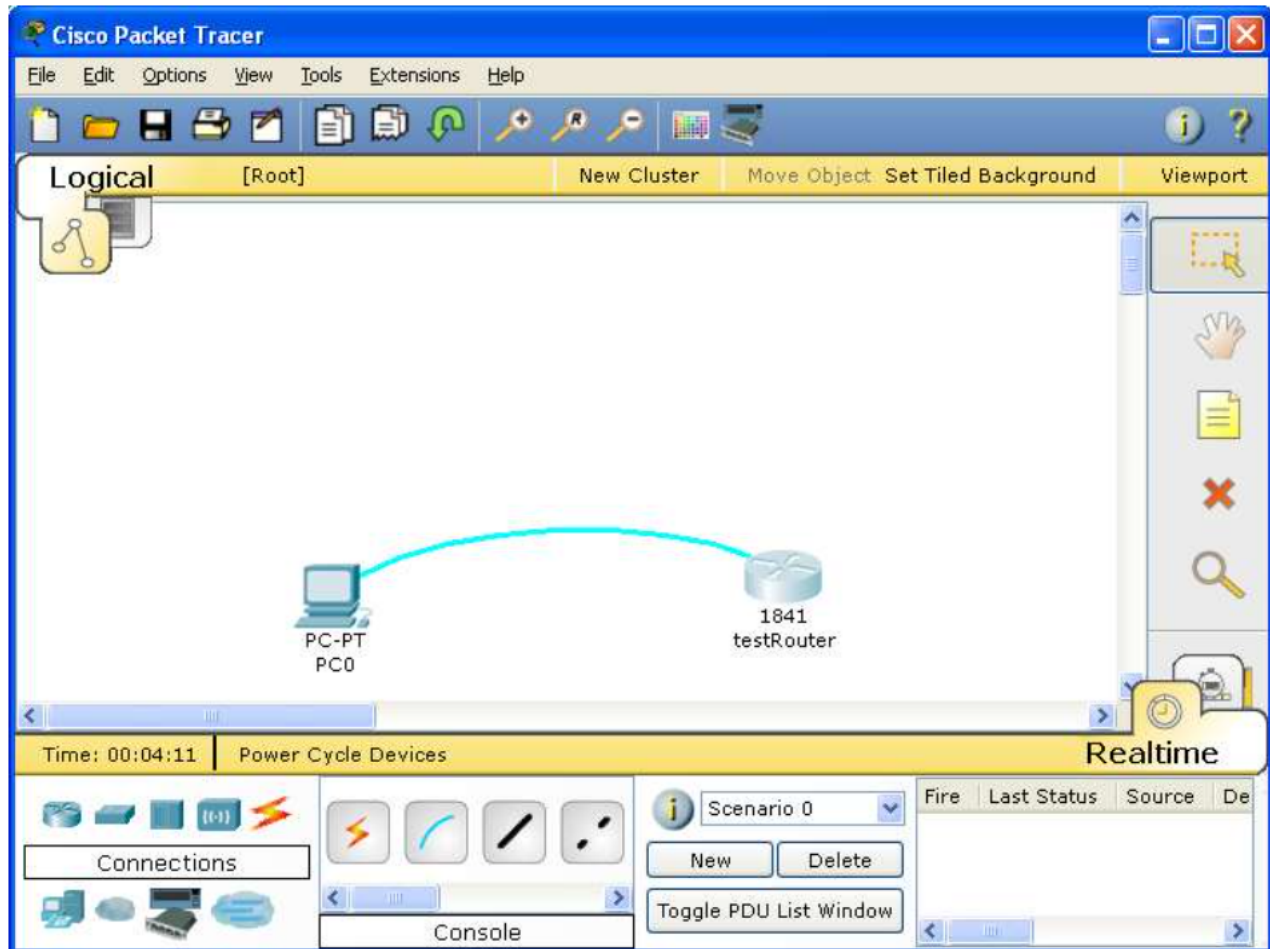 Cisco Packet Tracer
File Edit Options View Tools Extensions Help
R
i ?
Logical [Root] New Cluster Move Object Set Tiled Background Viewport
1841
testRouter
PC-PT
PC0
Time: 00:04:11 Power Cycle Devices Realtime
Connections
Console
i Scenario 0
New Delete
Toggle PDU List Window
Fire Last Status Source De